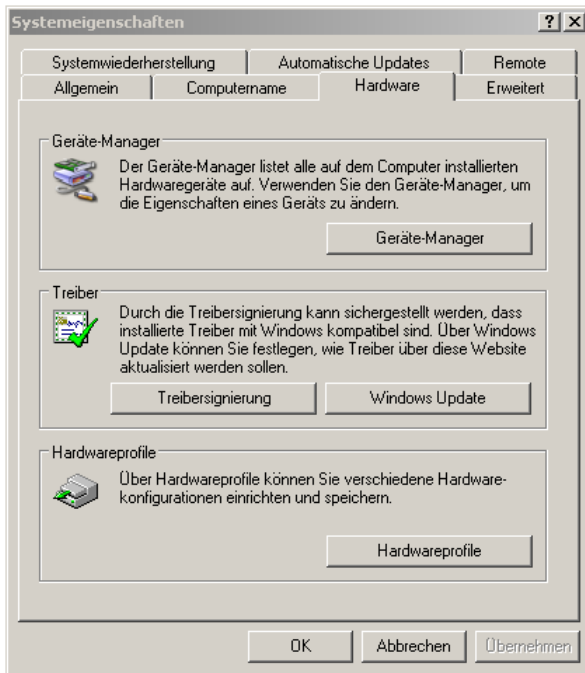 Systemeigenschaften
Systemwiederherstellung Automatische Updates Remote
Allgemein Computername Hardware Erweitert
Geräte-Manager
Der Geräte-Manager listet alle auf dem Computer installierten
Hardwaregeräte auf. Verwenden Sie den Geräte-Manager, um
die Eigenschaften eines Geräts zu ändern.
Geräte-Manager
Treiber
Durch die Treibersignierung kann sichergestellt werden, dass
installierte Treiber mit Windows kompatibel sind. Über Windows
Update können Sie festlegen, wie Treiber über diese Website
aktualisiert werden sollen.
Treibersignierung Windows Update
Hardwareprofile
Über Hardwareprofile können Sie verschiedene Hardware-
konfigurationen einrichten und speichern.
Hardwareprofile
OK Abbrechen Übernehmen